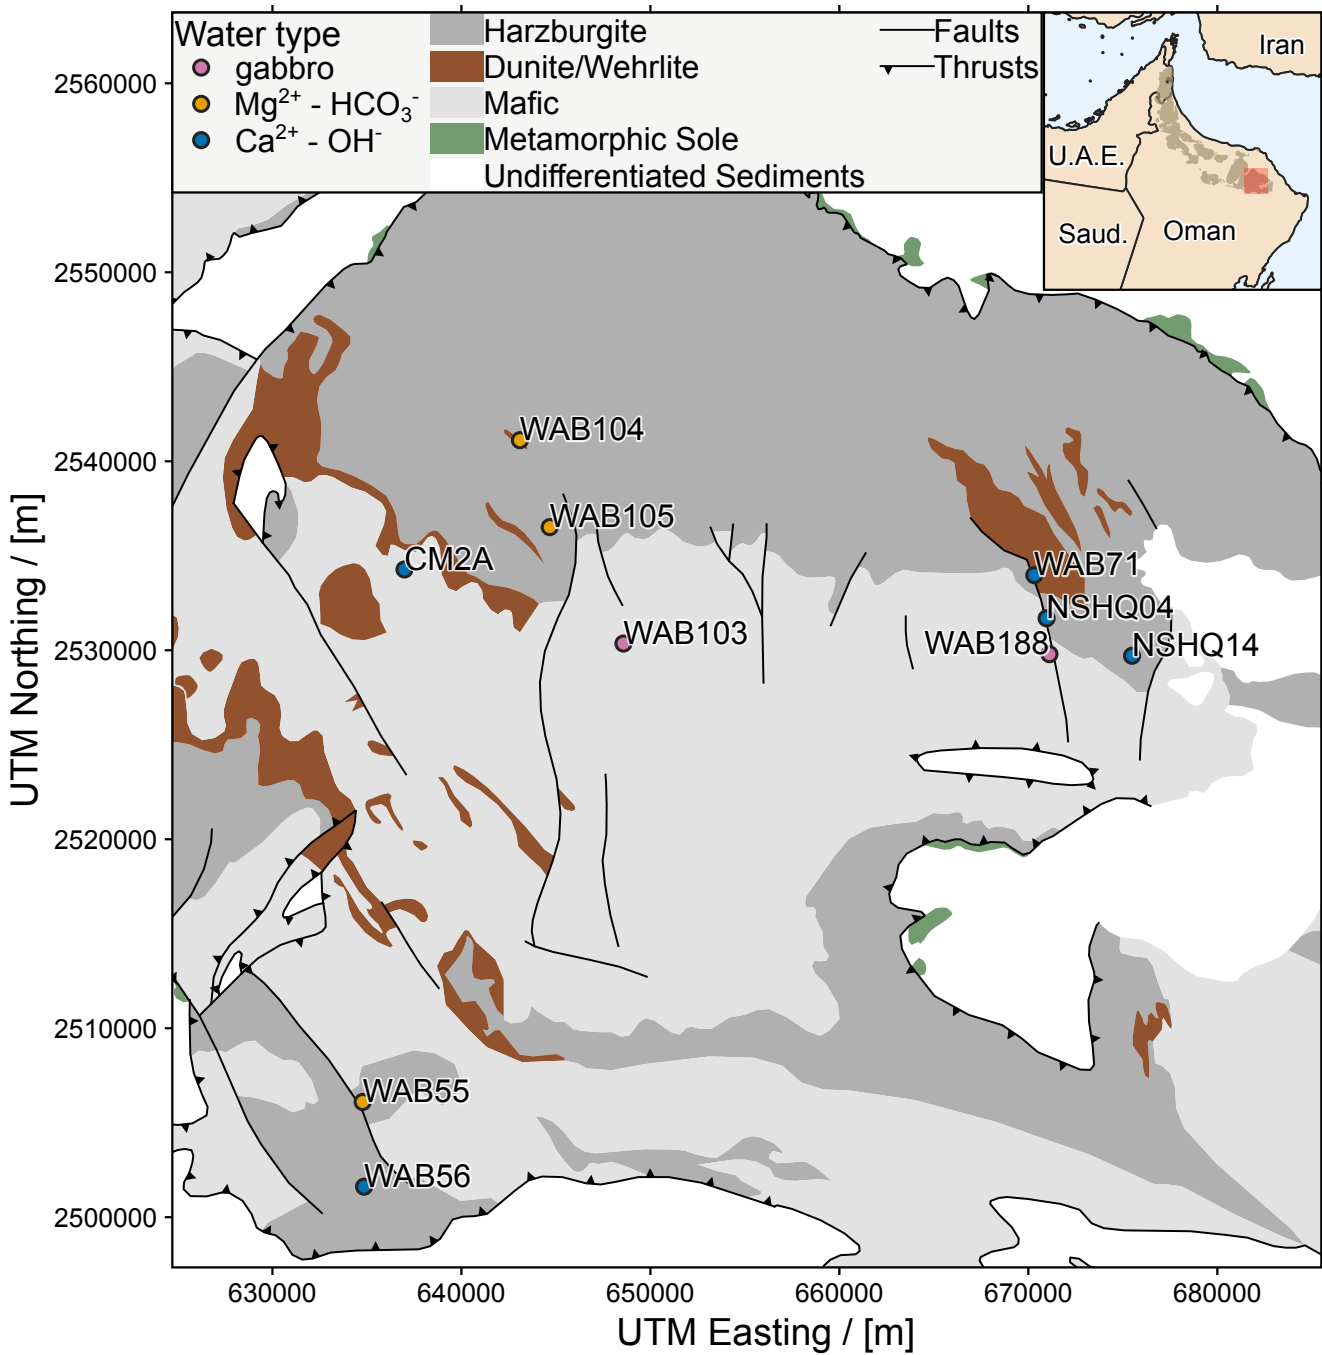 Water type
gabbro
Mg²⁺ - HCO₃⁻
Ca²⁺ - OH⁻
Harzburgite
Dunite/Wehrlite
Mafic
Metamorphic Sole
Undifferentiated Sediments
Faults
Thrusts
Iran
U.A.E.
Saud.
Oman
2560000
2550000
2540000
2530000
2520000
2510000
2500000
UTM Northing / [m]
WAB104
WAB105
CM2A
WAB71
NSHQ04
WAB103
WAB188
NSHQ14
WAB55
WAB56
630000
640000
650000
660000
670000
680000
UTM Easting / [m]